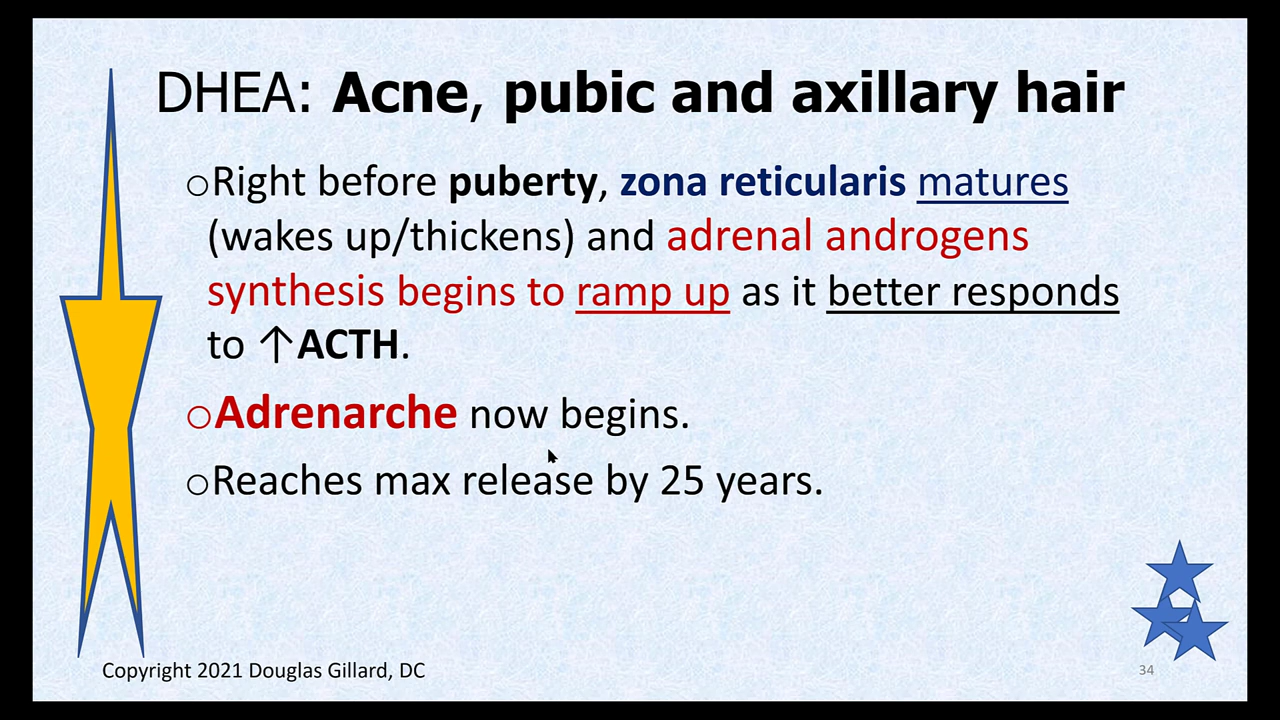 DHEA: Acne, pubic and axillary hair
○Right before puberty, zona reticularis matures
(wakes up/thickens) and adrenal androgens
synthesis begins to ramp up as it better responds
to ↑ACTH.
○Adrenarche now begins.
○Reaches max release by 25 years.
Copyright 2021 Douglas Gillard, DC
34